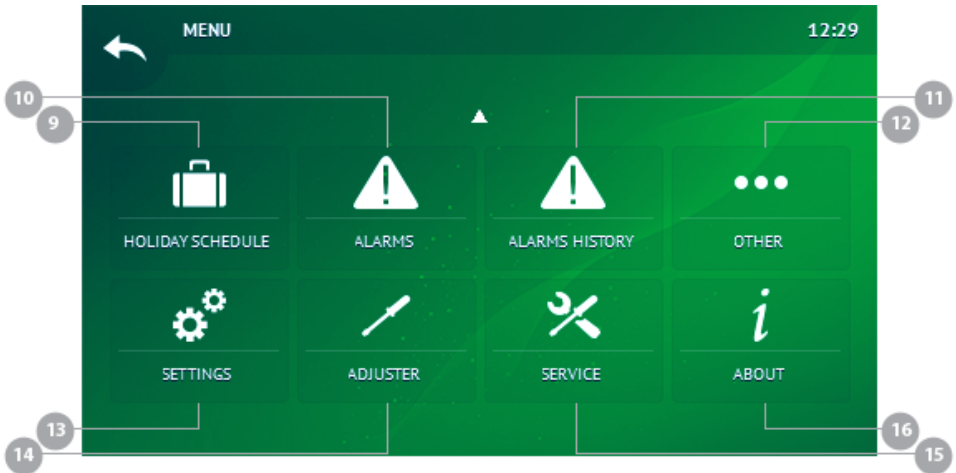 MENU 12:29
10 11
9 12
HOLIDAY SCHEDULE ALARMS ALARMS HISTORY OTHER
SETTINGS ADJUSTER SERVICE ABOUT
13 16
14 15